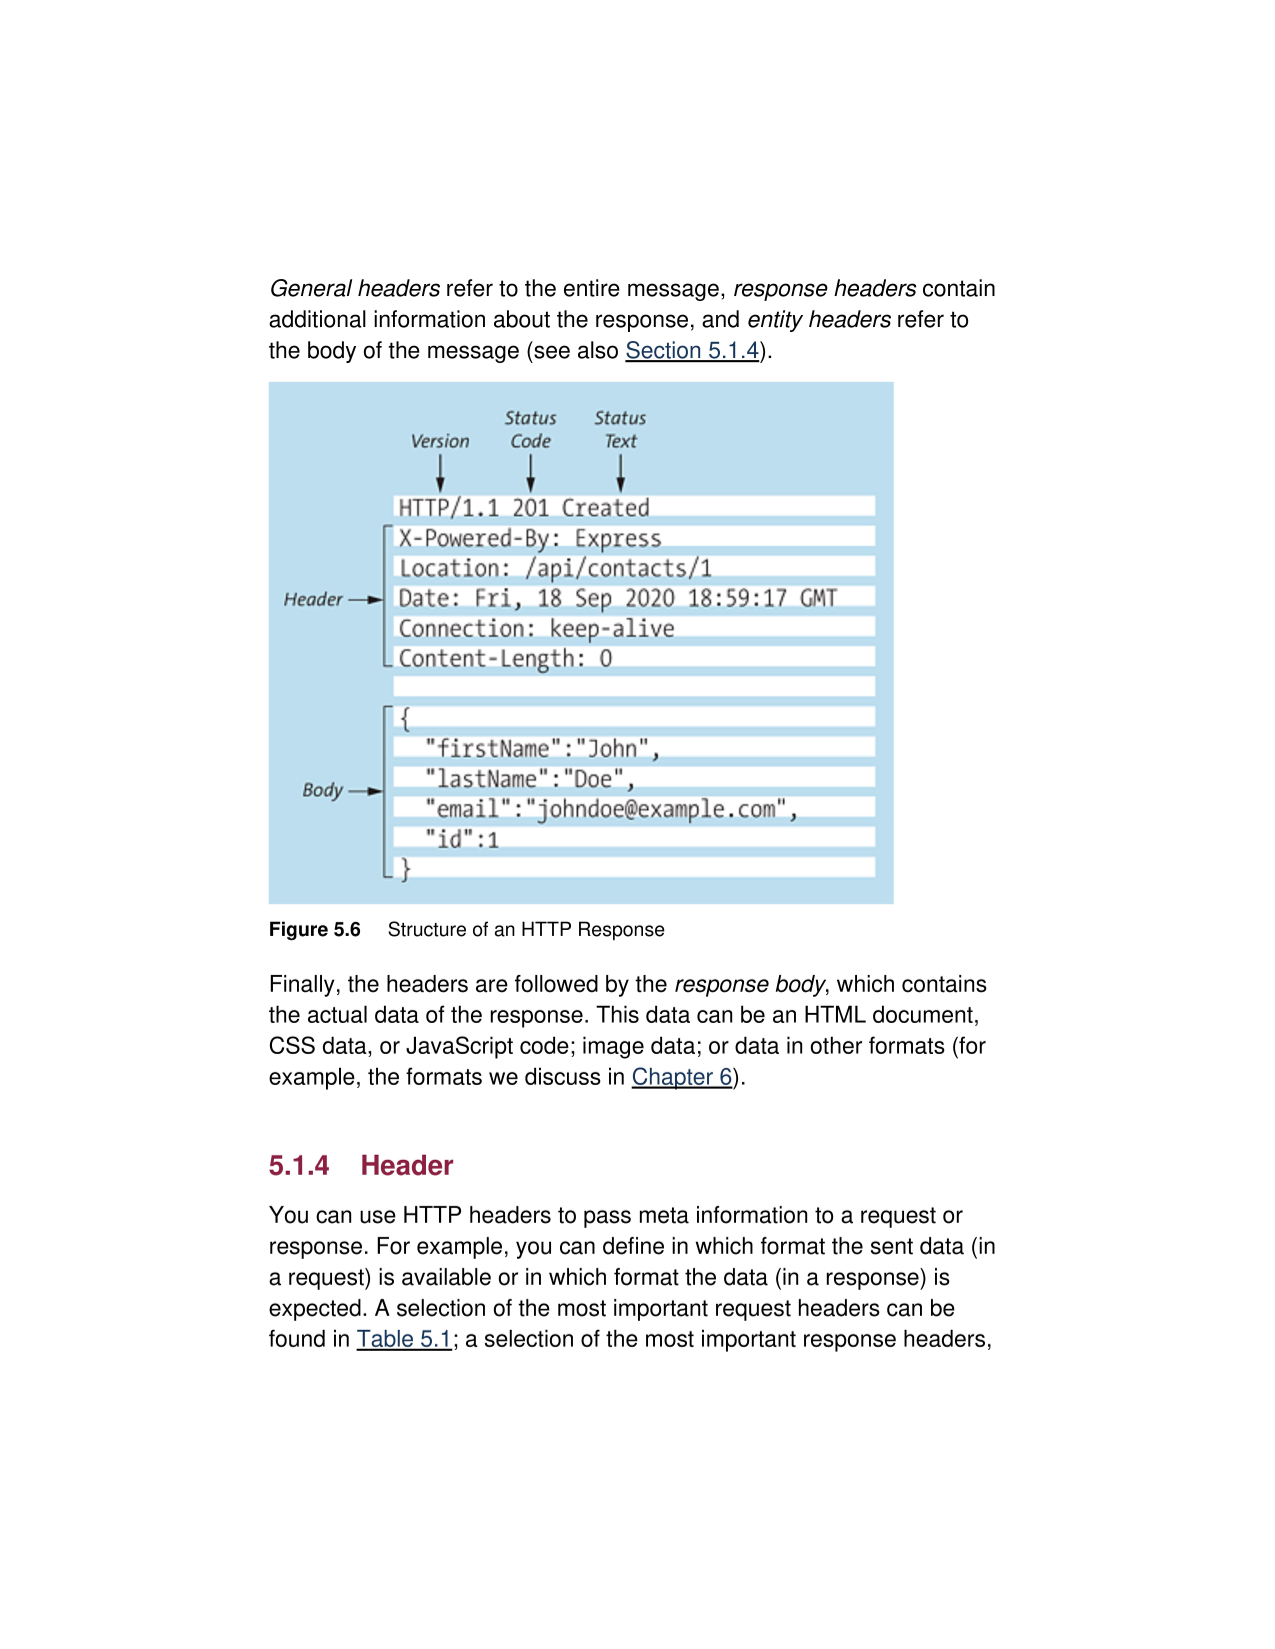 General headers refer to the entire message, response headers contain
additional information about the response, and entity headers refer to
the body of the message (see also Section 5.1.4).
Status Status
Version Code Text
HTTP/1.1 201 Created
X-Powered-By: Express
Location: /api/contacts/1
Header
Date: Fri, 18 Sep 2020 18:59:17 GMT
Connection: keep-alive
Content-Length: 0
{
"firstName":"John",
"lastName":"Doe",
Body
"email":"johndoe@example.com",
"id":1
}
Figure 5.6 Structure of an HTTP Response
Finally, the headers are followed by the response body, which contains
the actual data of the response. This data can be an HTML document,
CSS data, or JavaScript code; image data; or data in other formats (for
example, the formats we discuss in Chapter 6).
5.1.4 Header
You can use HTTP headers to pass meta information to a request or
response. For example, you can define in which format the sent data (in
a request) is available or in which format the data (in a response) is
expected. A selection of the most important request headers can be
found in Table 5.1; a selection of the most important response headers,